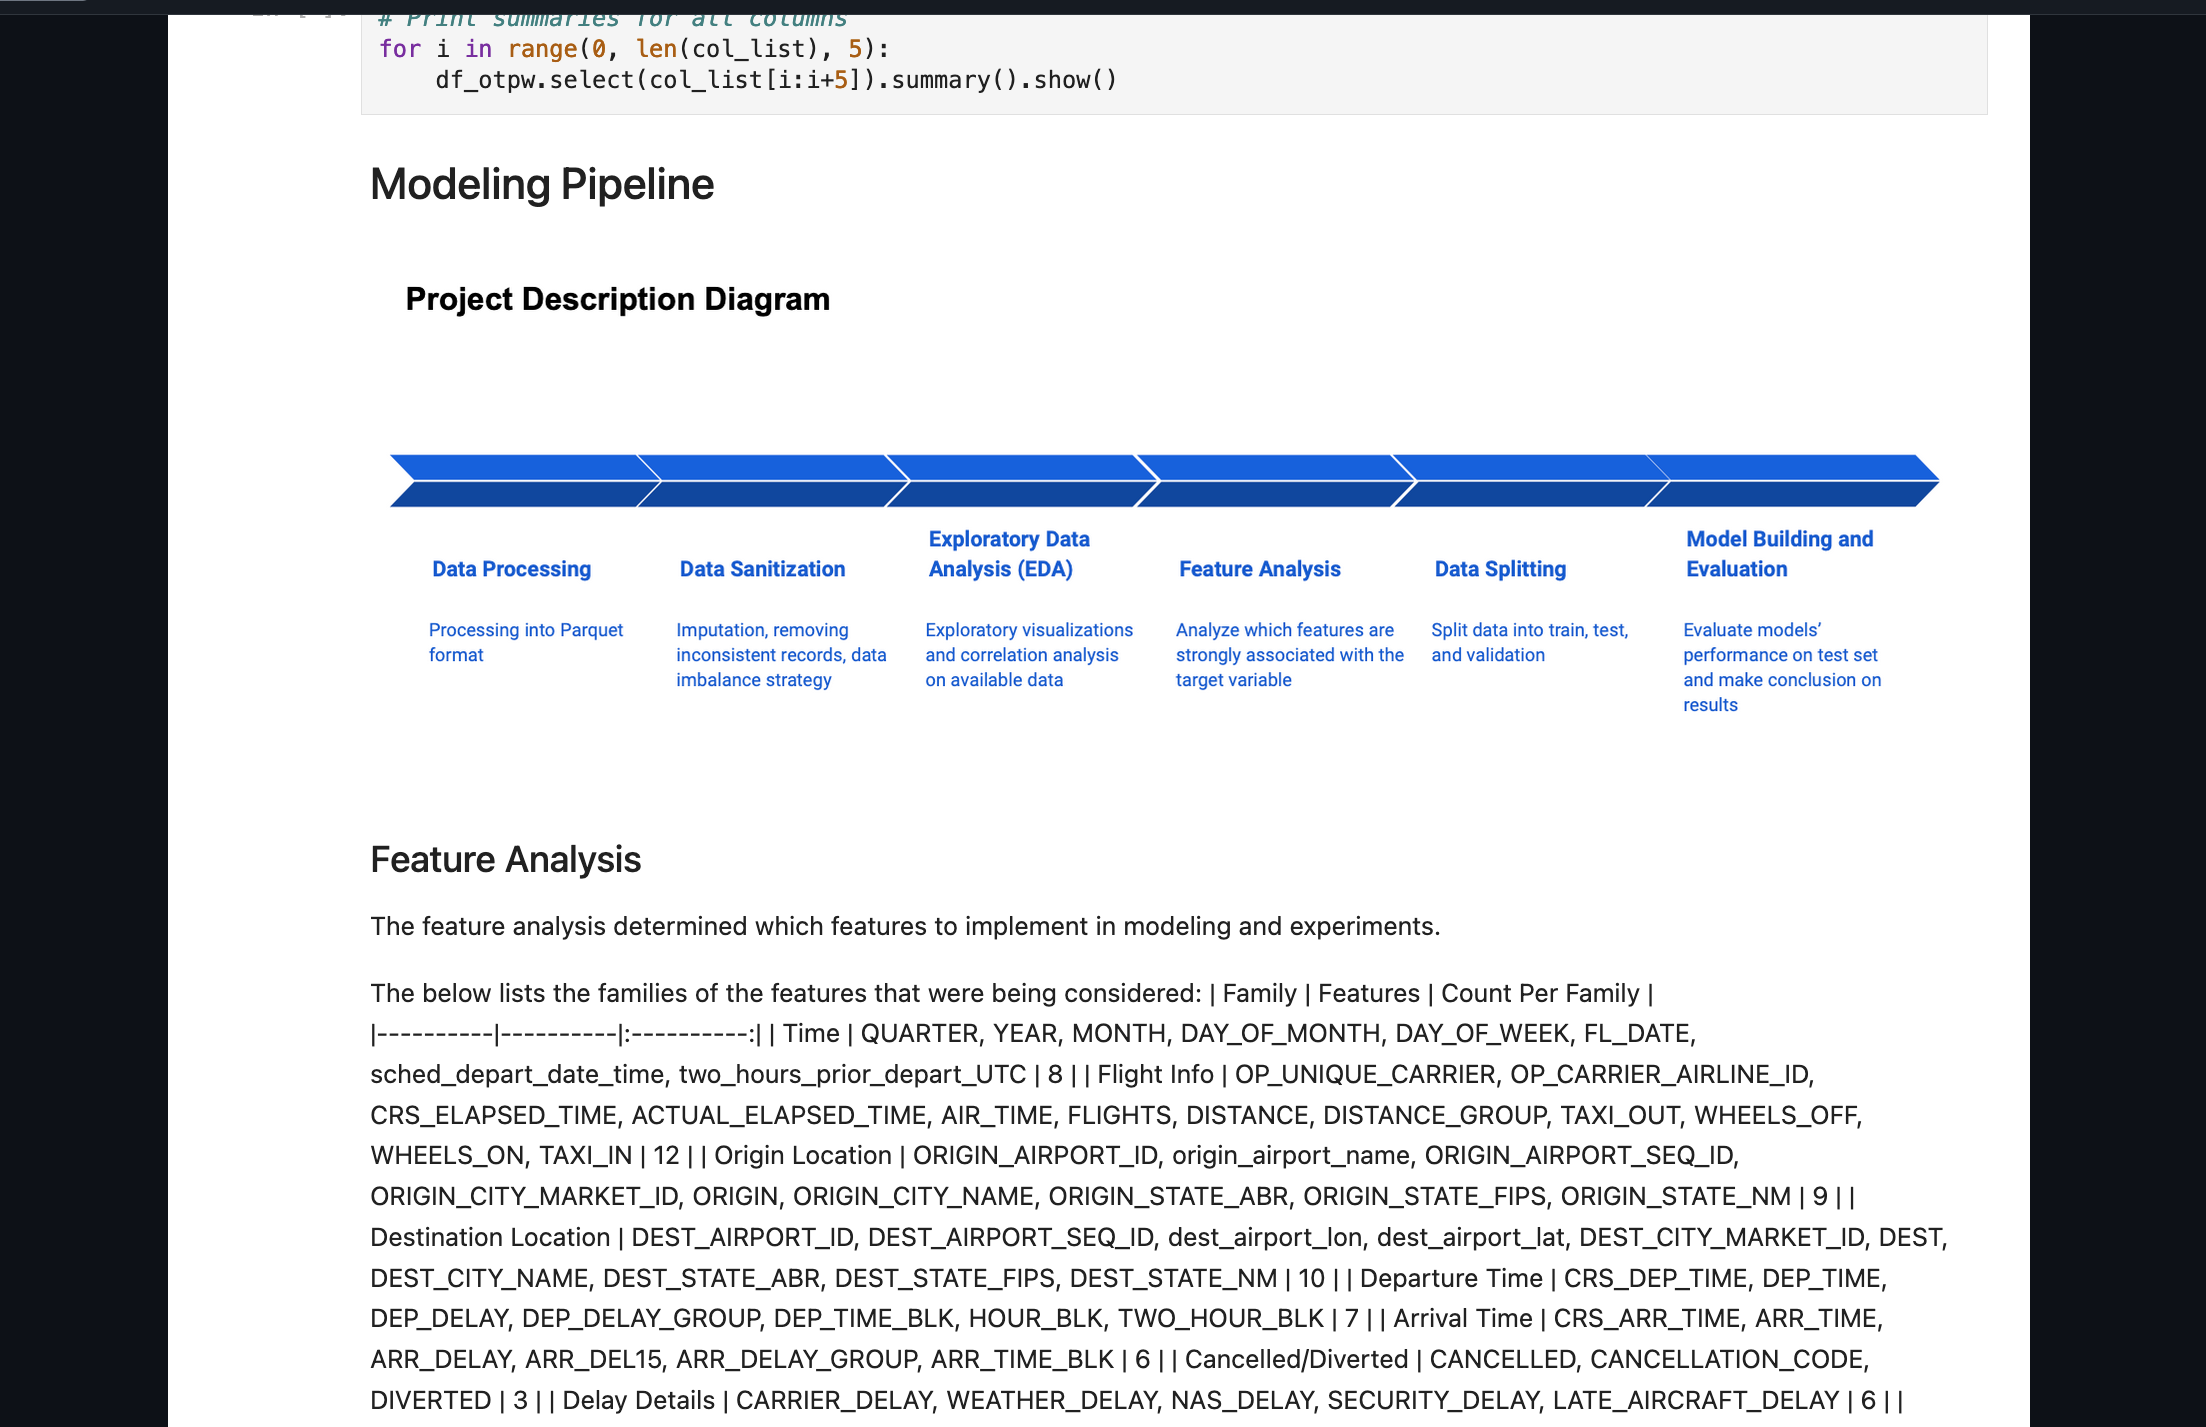 # Print summaries for all columns
for i in range(0, len(col_list), 5):
    df_otpw.select(col_list[i:i+5]).summary().show()
Modeling Pipeline
Project Description Diagram
Data Processing
Processing into Parquet
format
Data Sanitization
Imputation, removing
inconsistent records, data
imbalance strategy
Exploratory Data
Analysis (EDA)
Exploratory visualizations
and correlation analysis
on available data
Feature Analysis
Analyze which features are
strongly associated with the
target variable
Data Splitting
Split data into train, test,
and validation
Model Building and
Evaluation
Evaluate models’
performance on test set
and make conclusion on
results
Feature Analysis
The feature analysis determined which features to implement in modeling and experiments.
The below lists the families of the features that were being considered: | Family | Features | Count Per Family |
|----------|----------|:----------:| | Time | QUARTER, YEAR, MONTH, DAY_OF_MONTH, DAY_OF_WEEK, FL_DATE,
sched_depart_date_time, two_hours_prior_depart_UTC | 8 | | Flight Info | OP_UNIQUE_CARRIER, OP_CARRIER_AIRLINE_ID,
CRS_ELAPSED_TIME, ACTUAL_ELAPSED_TIME, AIR_TIME, FLIGHTS, DISTANCE, DISTANCE_GROUP, TAXI_OUT, WHEELS_OFF,
WHEELS_ON, TAXI_IN | 12 | | Origin Location | ORIGIN_AIRPORT_ID, origin_airport_name, ORIGIN_AIRPORT_SEQ_ID,
ORIGIN_CITY_MARKET_ID, ORIGIN, ORIGIN_CITY_NAME, ORIGIN_STATE_ABR, ORIGIN_STATE_FIPS, ORIGIN_STATE_NM | 9 | |
Destination Location | DEST_AIRPORT_ID, DEST_AIRPORT_SEQ_ID, dest_airport_lon, dest_airport_lat, DEST_CITY_MARKET_ID, DEST,
DEST_CITY_NAME, DEST_STATE_ABR, DEST_STATE_FIPS, DEST_STATE_NM | 10 | | Departure Time | CRS_DEP_TIME, DEP_TIME,
DEP_DELAY, DEP_DELAY_GROUP, DEP_TIME_BLK, HOUR_BLK, TWO_HOUR_BLK | 7 | | Arrival Time | CRS_ARR_TIME, ARR_TIME,
ARR_DELAY, ARR_DEL15, ARR_DELAY_GROUP, ARR_TIME_BLK | 6 | | Cancelled/Diverted | CANCELLED, CANCELLATION_CODE,
DIVERTED | 3 | | Delay Details | CARRIER_DELAY, WEATHER_DELAY, NAS_DELAY, SECURITY_DELAY, LATE_AIRCRAFT_DELAY | 6 | |